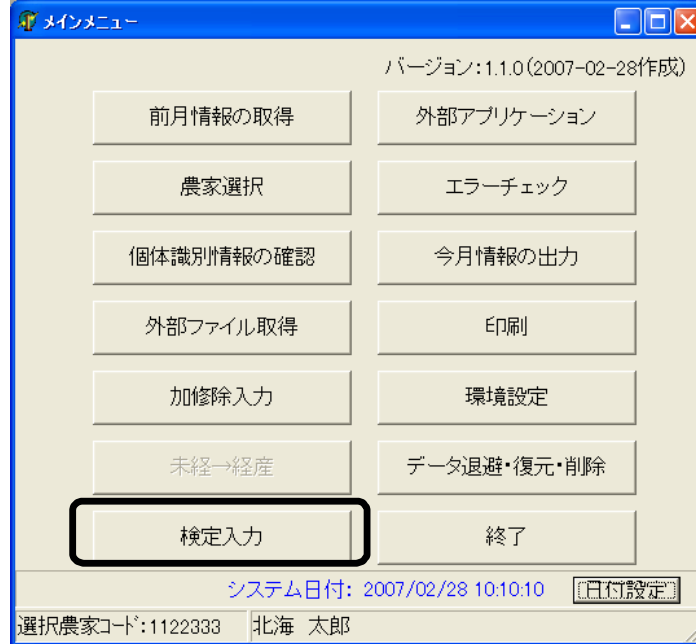 メインメニュー
バージョン:1.1.0(2007-02-28作成)
前月情報の取得 外部アプリケーション
農家選択 エラーチェック
個体識別情報の確認 今月情報の出力
外部ファイル取得 印刷
加修除入力 環境設定
未経→経産 データ退避・復元・削除
検定入力 終了
システム日付: 2007/02/28 10:10:10 日付設定
選択農家コード:1122333 北海 太郎